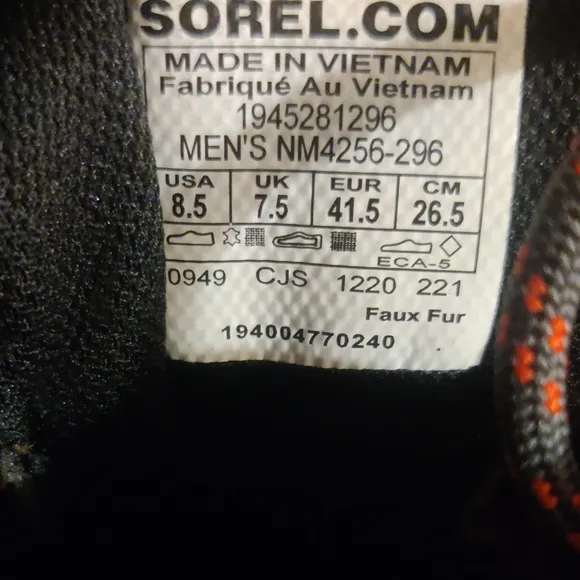 SOREL.COM
MADE IN VIETNAM
Fabriqué Au Vietnam
1945281296
MEN'S NM4256-296
USA UK EUR CM
8.5 7.5 41.5 26.5
ECA-5
0949 CJS 1220 221
Faux Fur
194004770240